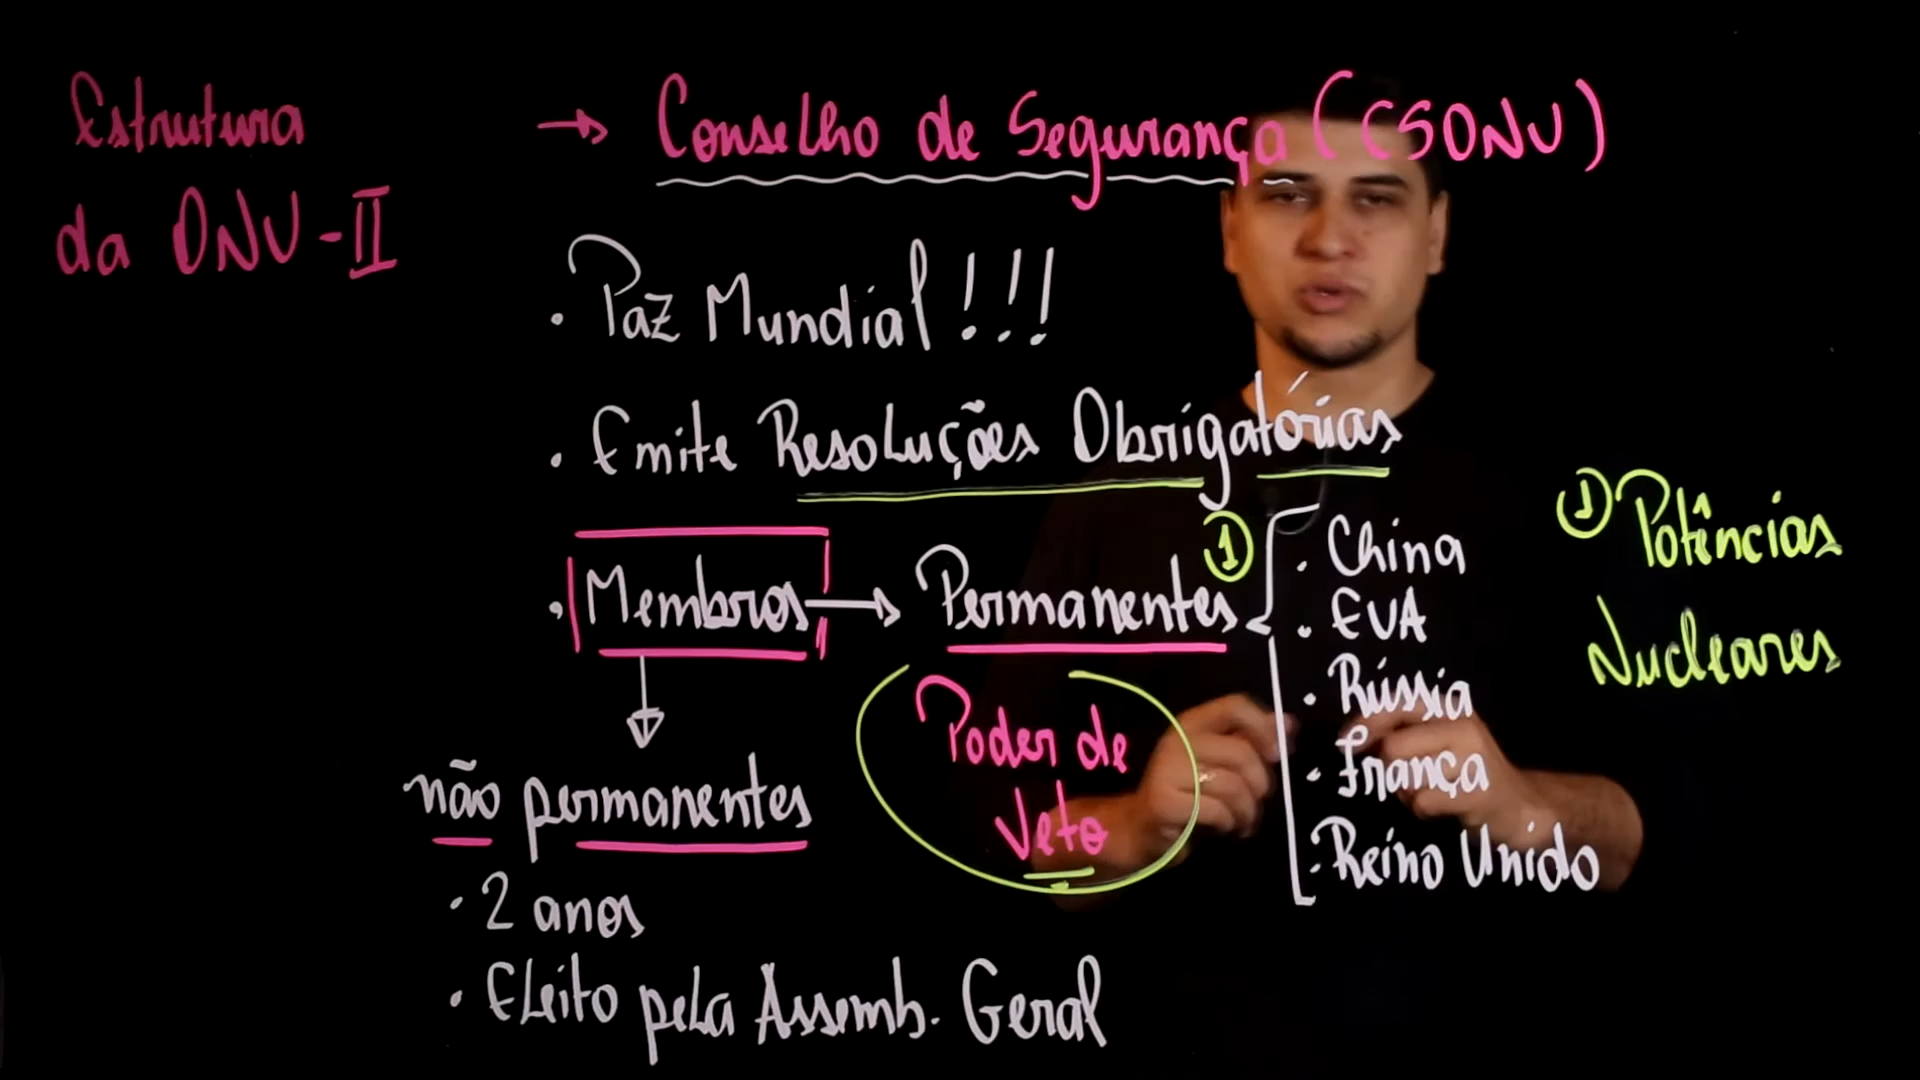 Estrutura
da ONU - II
→ Conselho de Segurança (CSONU)
• Paz Mundial!!!
• Emite Resoluções Obrigatórias
• Membros → Permanentes ①
• China
• EUA
• Rússia
• França
• Reino Unido
① Potências
Nucleares
Poder de
Veto
não permanentes
• 2 anos
• Eleito pela Assemb. Geral